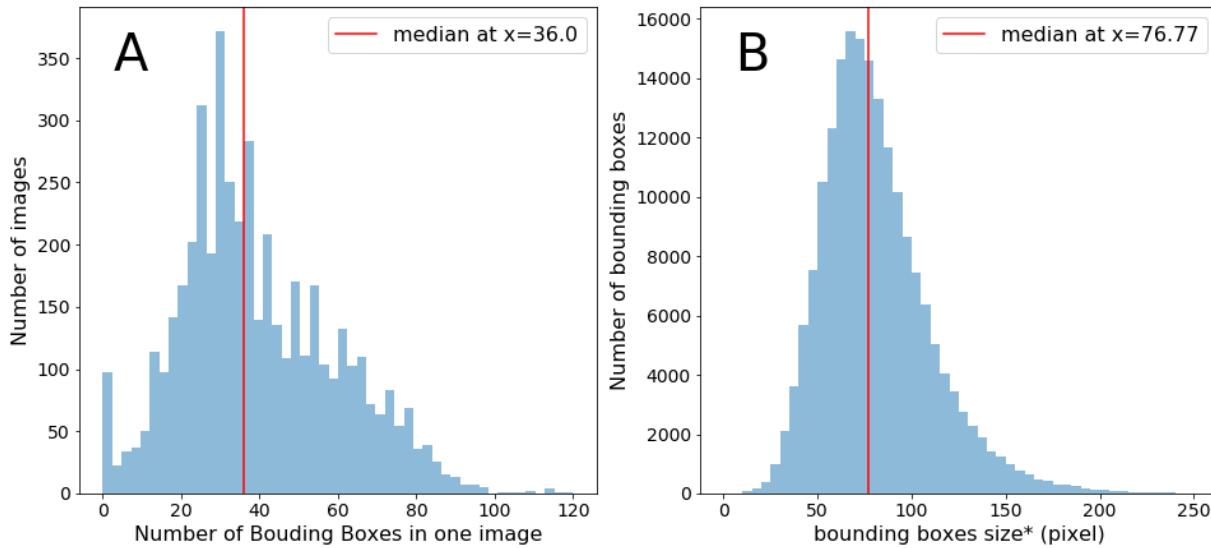 A
median at x=36.0
350
300
250
200
150
100
50
0
Number of images
0 20 40 60 80 100 120
Number of Bouding Boxes in one image
B
median at x=76.77
16000
14000
12000
10000
8000
6000
4000
2000
0
Number of bounding boxes
0 50 100 150 200 250
bounding boxes size* (pixel)